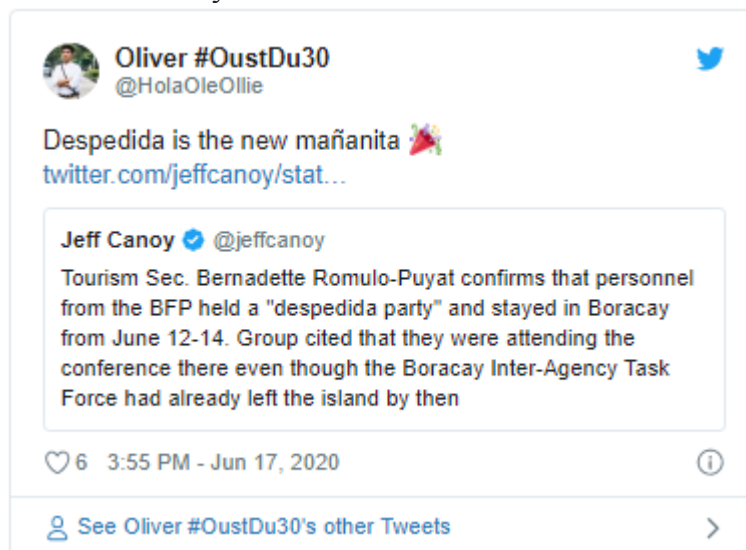 Oliver #OustDu30
@HolaOleOllie
Despedida is the new mañanita 🎉
twitter.com/jeffcanoy/stat…
Jeff Canoy @jeffcanoy
Tourism Sec. Bernadette Romulo-Puyat confirms that personnel
from the BFP held a "despedida party" and stayed in Boracay
from June 12-14. Group cited that they were attending the
conference there even though the Boracay Inter-Agency Task
Force had already left the island by then
6 3:55 PM - Jun 17, 2020
See Oliver #OustDu30's other Tweets